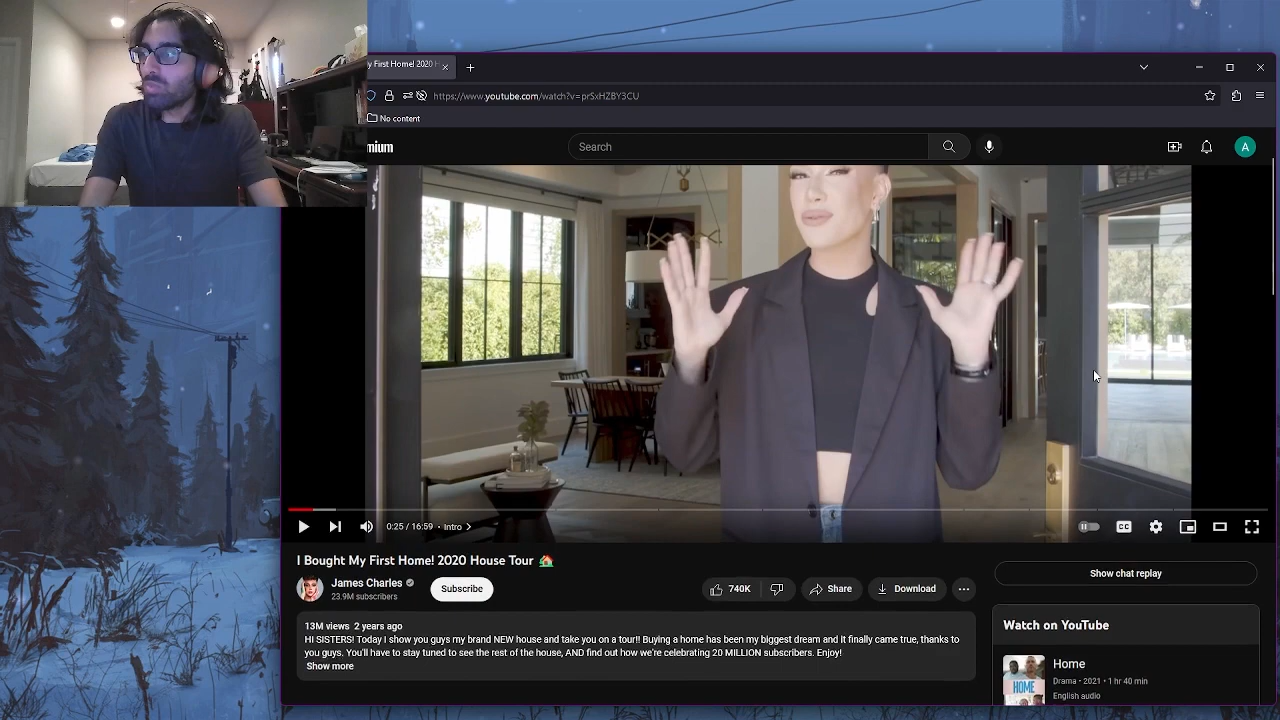 y First Home! 2020 H
https://www.youtube.com/watch?v=prSxHZBY3CU
No content
mium
Search
A
0:25 / 16:59 • Intro
CC
I Bought My First Home! 2020 House Tour 🏠
James Charles
23.9M subscribers
Subscribe
740K
Share
Download
Show chat replay
13M views 2 years ago
HI SISTERS! Today I show you guys my brand NEW house and take you on a tour!! Buying a home has been my biggest dream and it finally came true, thanks to
you guys. You'll have to stay tuned to see the rest of the house, AND find out how we're celebrating 20 MILLION subscribers. Enjoy!
Show more
Watch on YouTube
Home
Drama • 2021 • 1 hr 40 min
English audio
HOME